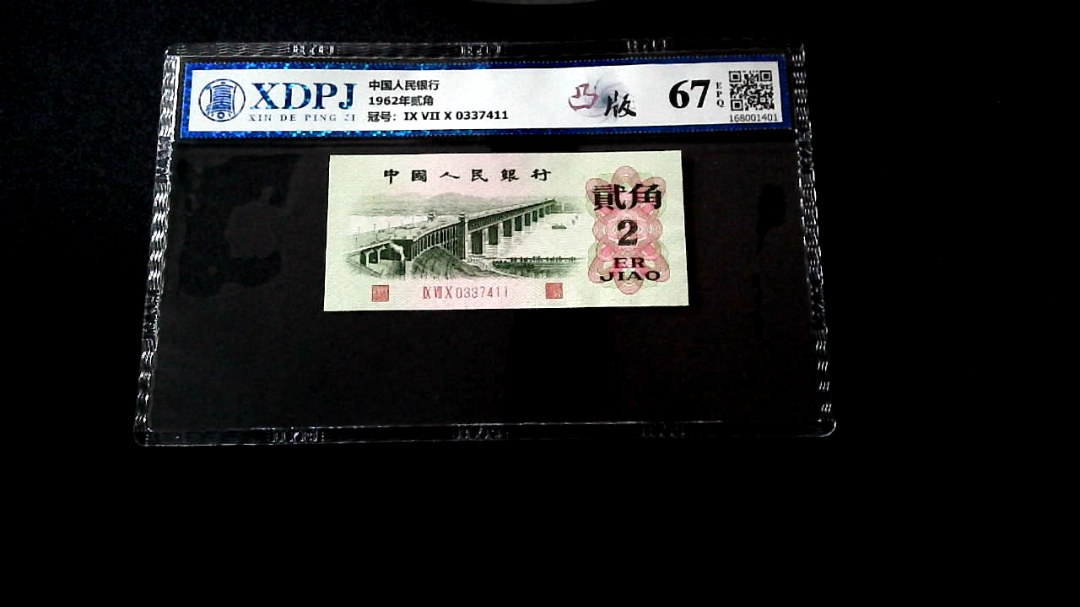 XDPJ
XIN DE PING JI
中国人民银行
1962年贰角
冠号： IX VII X 0337411
凸版
67
EPQ
168001401
中國人民銀行
貳角
2
ER
JIAO
IX VII X 0337411